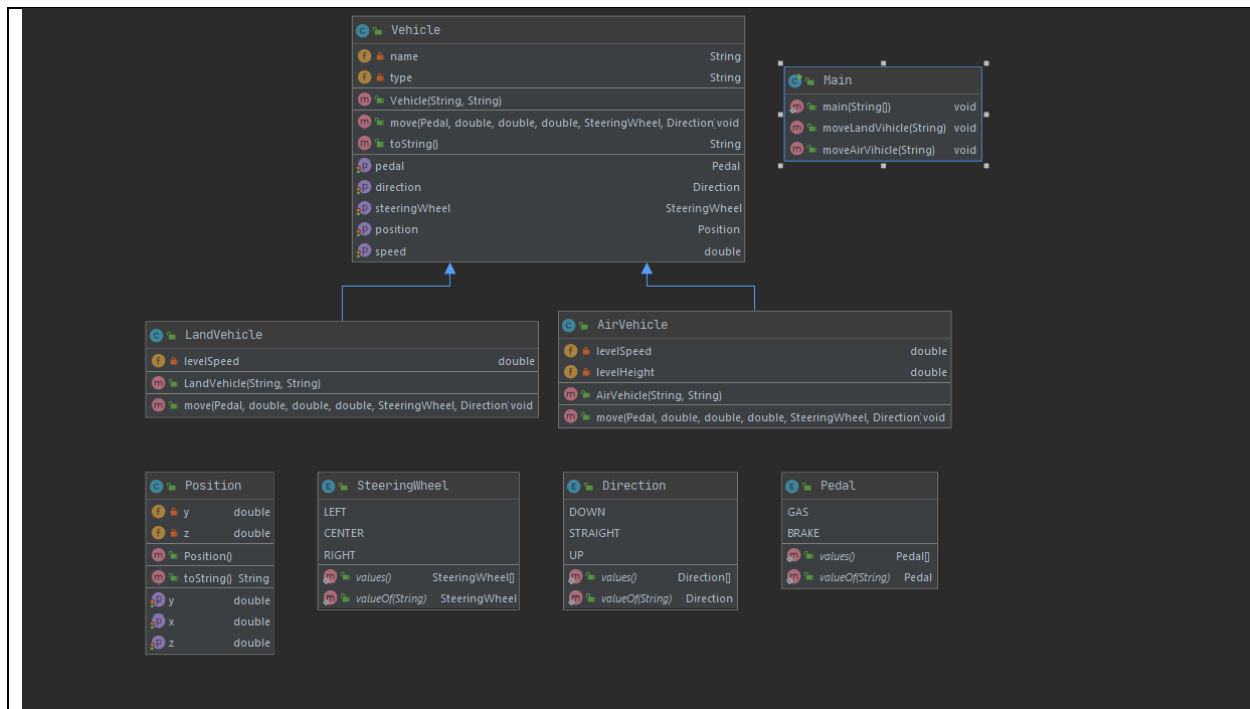 Vehicle
name String
type String
Vehicle(String, String)
move(Pedal, double, double, double, SteeringWheel, Direction) void
toString() String
pedal Pedal
direction Direction
steeringWheel SteeringWheel
position Position
speed double
Main
main(String[]) void
moveLandVihicle(String) void
moveAirVihicle(String) void
LandVehicle
levelSpeed double
LandVehicle(String, String)
move(Pedal, double, double, double, SteeringWheel, Direction) void
AirVehicle
levelSpeed double
levelHeight double
AirVehicle(String, String)
move(Pedal, double, double, double, SteeringWheel, Direction) void
Position
y double
z double
Position()
toString() String
y double
x double
z double
SteeringWheel
LEFT
CENTER
RIGHT
values() SteeringWheel[]
valueOf(String) SteeringWheel
Direction
DOWN
STRAIGHT
UP
values() Direction[]
valueOf(String) Direction
Pedal
GAS
BRAKE
values() Pedal[]
valueOf(String) Pedal